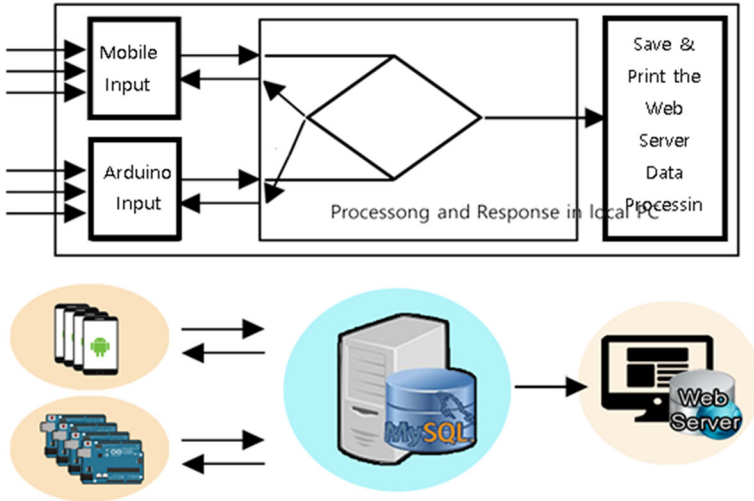 Mobile
Input
Arduino
Input
Processong and Response in local PC
Save &
Print the
Web
Server
Data
Processin
MySQL
Web
Server